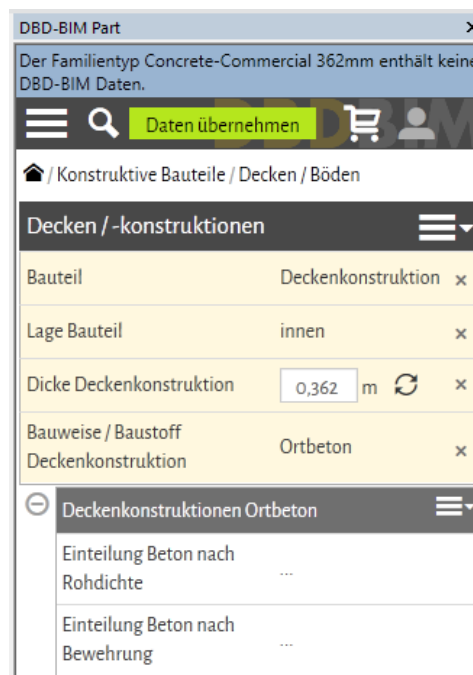 DBD-BIM Part
Der Familientyp Concrete-Commercial 362mm enthält keine
DBD-BIM Daten.
DBDBIM
Daten übernehmen
/ Konstruktive Bauteile / Decken / Böden
Decken / -konstruktionen
Bauteil Deckenkonstruktion ×
Lage Bauteil innen ×
Dicke Deckenkonstruktion 0,362 m ×
Bauweise / Baustoff
Deckenkonstruktion Ortbeton ×
Deckenkonstruktionen Ortbeton
Einteilung Beton nach
Rohdichte ...
Einteilung Beton nach
Bewehrung ...